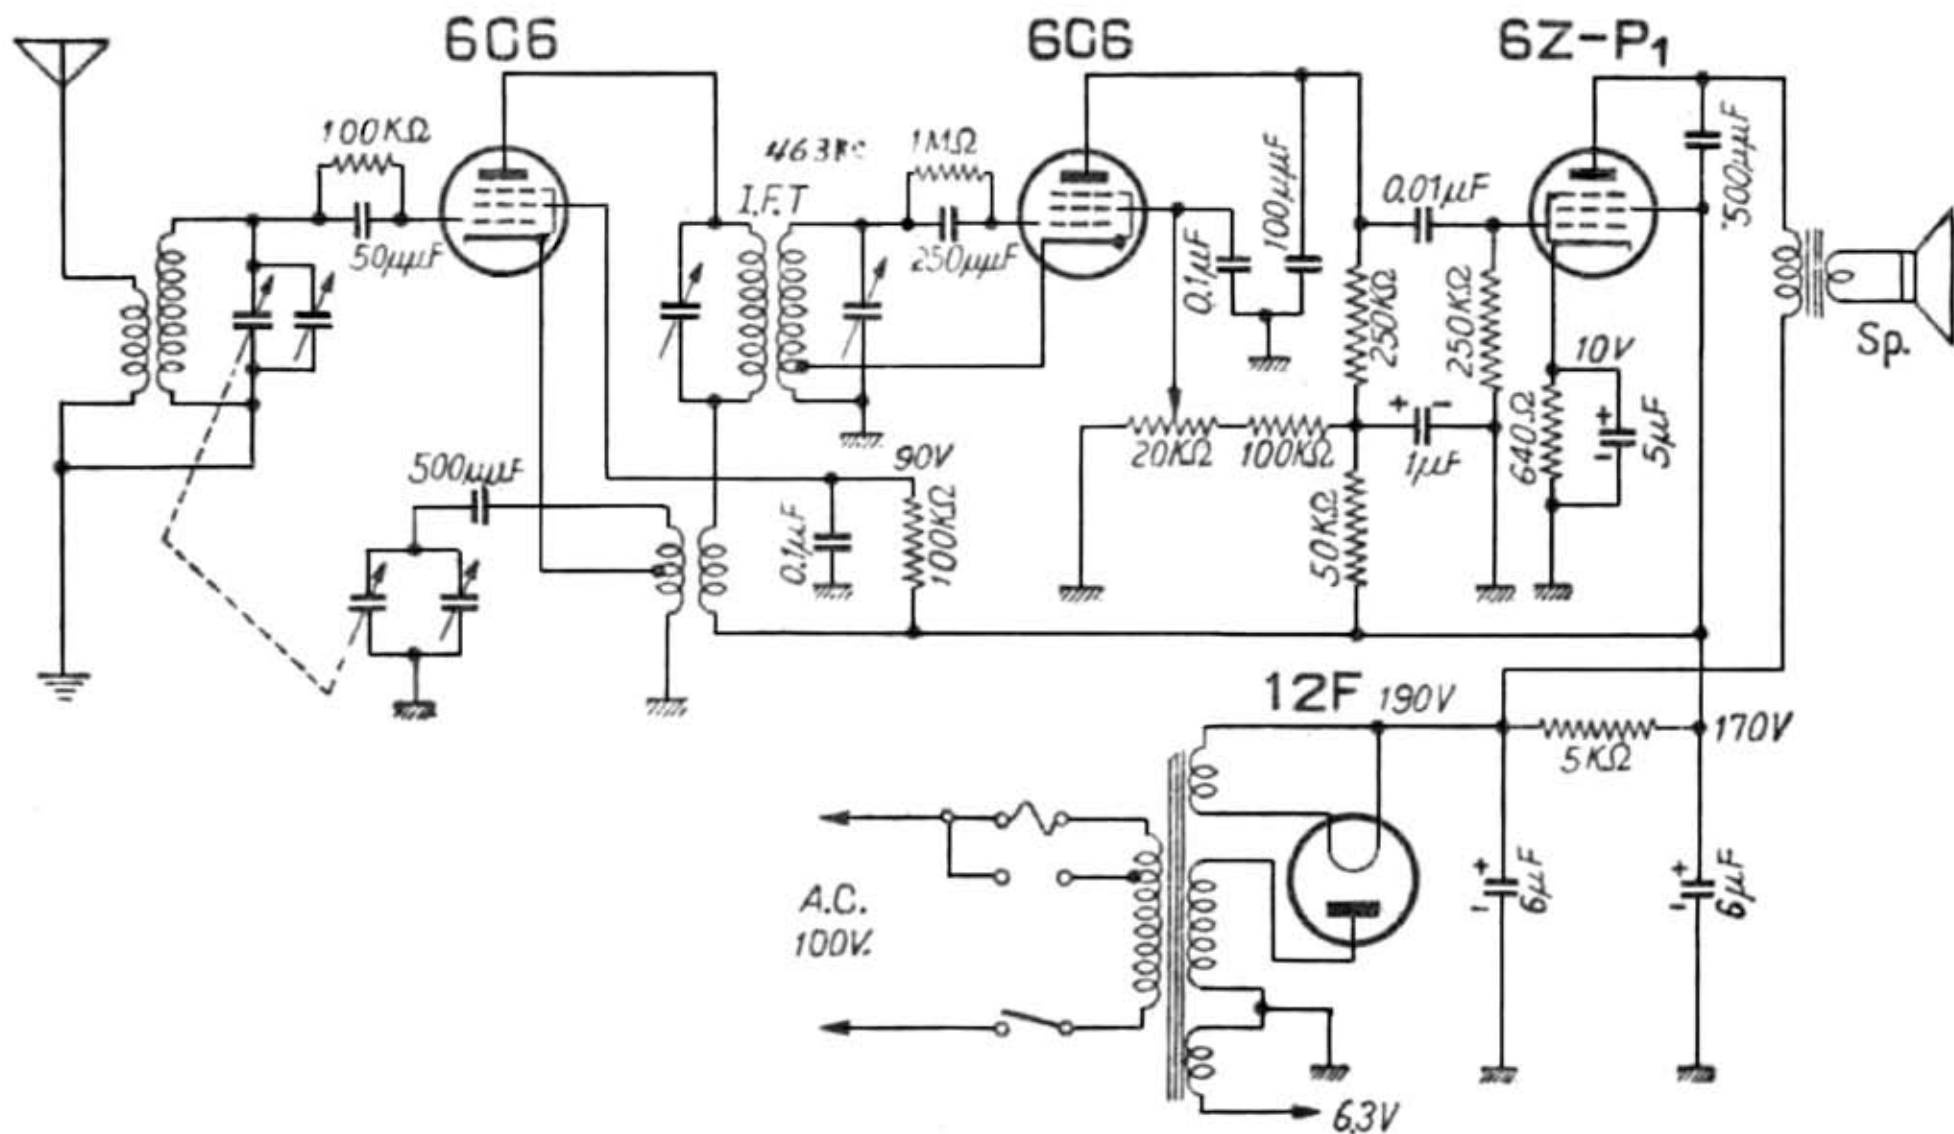 6C6
6C6
6Z-P1
100KΩ
50μμF
463KC
I.F.T
1MΩ
250μμF
0.1μF
100μμF
0.01μF
250KΩ
250KΩ
500μμF
Sp.
10V
640Ω
5μF
20KΩ
100KΩ
1μF
+ -
+
-
500μμF
90V
0.1μF
100KΩ
50KΩ
12F
190V
5KΩ
170V
A.C.
100V.
+
-
6μF
+
-
6μF
6.3V